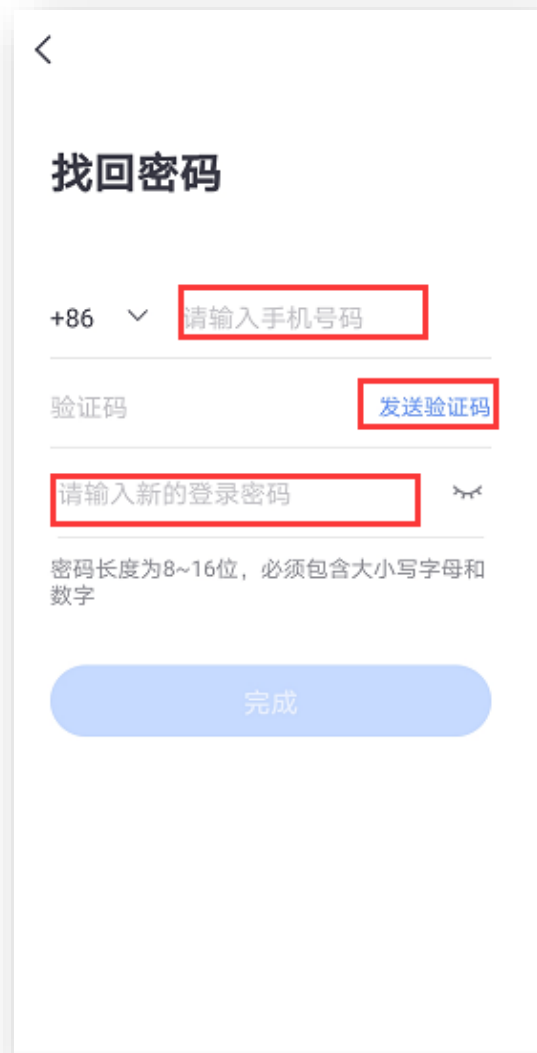 找回密码
+86 请输入手机号码
验证码 发送验证码
请输入新的登录密码
密码长度为8~16位，必须包含大小写字母和
数字
完成